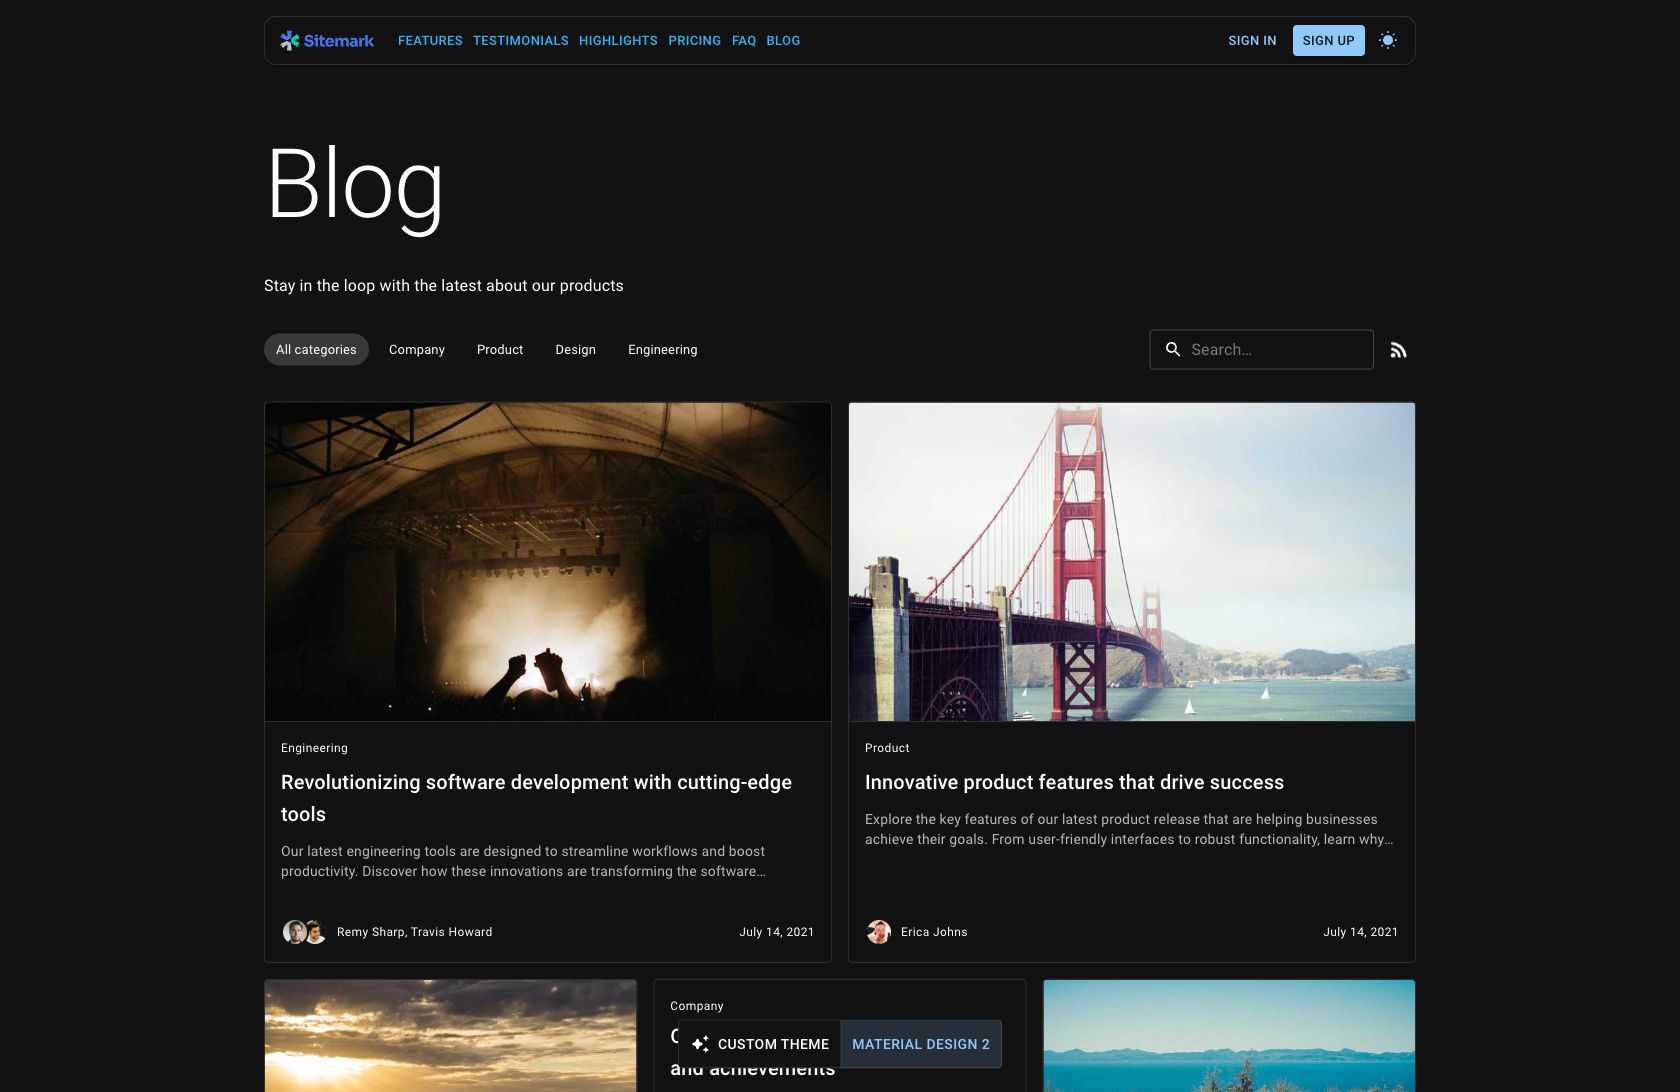 Sitemark FEATURES TESTIMONIALS HIGHLIGHTS PRICING FAQ BLOG SIGN IN SIGN UP
Blog
Stay in the loop with the latest about our products
All categories Company Product Design Engineering Search…
Engineering
Revolutionizing software development with cutting-edge
tools
Our latest engineering tools are designed to streamline workflows and boost
productivity. Discover how these innovations are transforming the software…
Remy Sharp, Travis Howard July 14, 2021
Product
Innovative product features that drive success
Explore the key features of our latest product release that are helping businesses
achieve their goals. From user-friendly interfaces to robust functionality, learn why…
Erica Johns July 14, 2021
Company
CUSTOM THEME MATERIAL DESIGN 2
and achievements